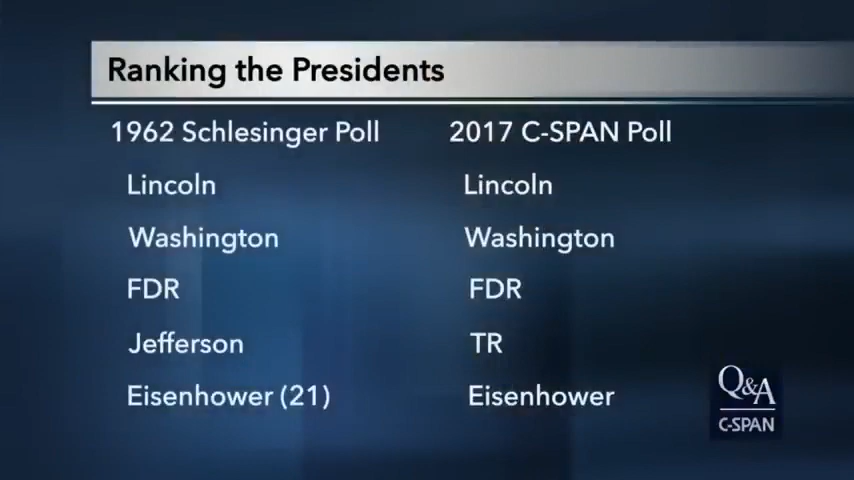 Ranking the Presidents
1962 Schlesinger Poll
Lincoln
Washington
FDR
Jefferson
Eisenhower (21)
2017 C-SPAN Poll
Lincoln
Washington
FDR
TR
Eisenhower
Q&A
C-SPAN